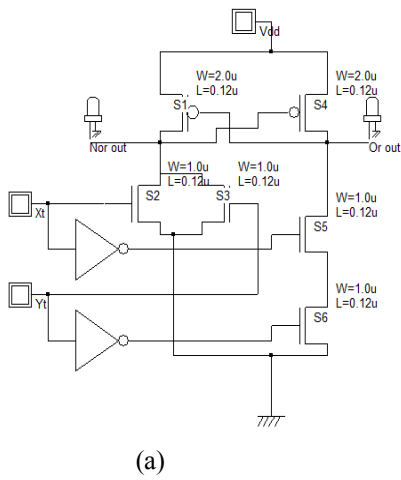 Vdd
W=2.0u
L=0.12u
W=2.0u
L=0.12u
S1
S4
Nor out
Or out
W=1.0u
L=0.12u
W=1.0u
L=0.12u
S2
S3
Xt
W=1.0u
L=0.12u
S5
Yt
W=1.0u
L=0.12u
S6
(a)